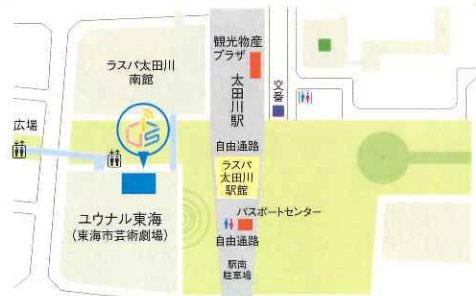 観光物産
プラザ
ラスパ太田川
南館
太田川駅
交番
広場
自由通路
ラスパ
太田川
駅館
ユウナル東海
(東海市芸術劇場)
パスポートセンター
自由通路
駅南
駐車場